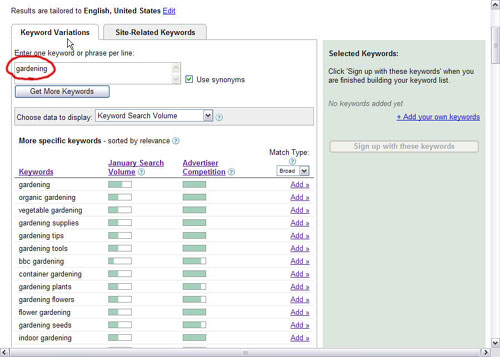 Results are tailored to English, United States Edit
Keyword Variations
Site-Related Keywords
Enter one keyword or phrase per line:
gardening
Use synonyms
Get More Keywords
Choose data to display: Keyword Search Volume ?
More specific keywords - sorted by relevance ?
Match Type:
?
Keywords January Search Volume ? Advertiser Competition ? Broad
gardening Add »
organic gardening Add »
vegetable gardening Add »
gardening supplies Add »
gardening tips Add »
gardening tools Add »
bbc gardening Add »
container gardening Add »
gardening plants Add »
gardening flowers Add »
flower gardening Add »
gardening seeds Add »
indoor gardening Add »
Selected Keywords:
Click 'Sign up with these keywords' when you
are finished building your keyword list.
No keywords added yet
+ Add your own keywords
Sign up with these keywords